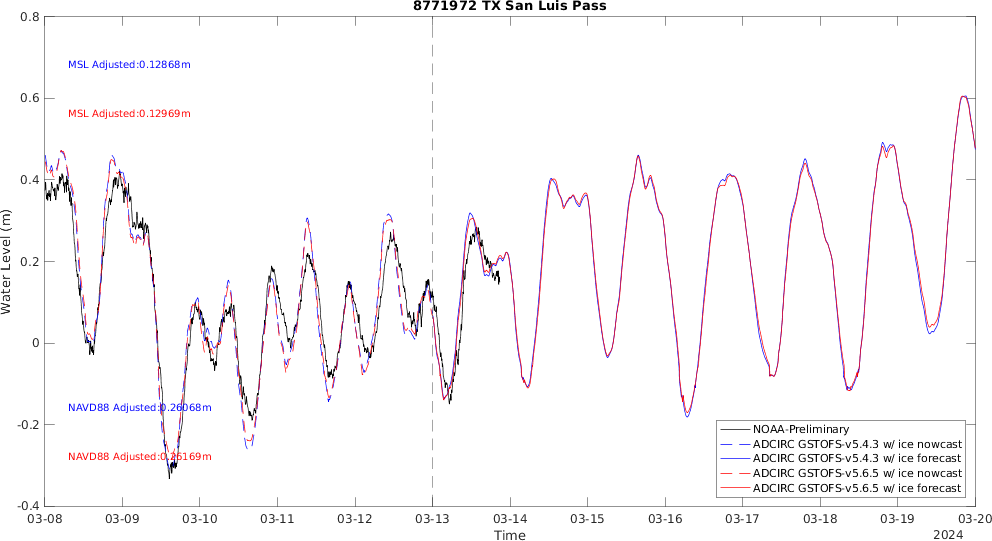 8771972 TX San Luis Pass
0.8
0.6
0.4
0.2
0
-0.2
-0.4
Water Level (m)
MSL Adjusted:0.12868m
MSL Adjusted:0.12969m
NAVD88 Adjusted:0.26068m
NAVD88 Adjusted:0.26169m
NOAA-Preliminary
ADCIRC GSTOFS-v5.4.3 w/ ice nowcast
ADCIRC GSTOFS-v5.4.3 w/ ice forecast
ADCIRC GSTOFS-v5.6.5 w/ ice nowcast
ADCIRC GSTOFS-v5.6.5 w/ ice forecast
03-08 03-09 03-10 03-11 03-12 03-13 03-14 03-15 03-16 03-17 03-18 03-19 03-20
Time
2024